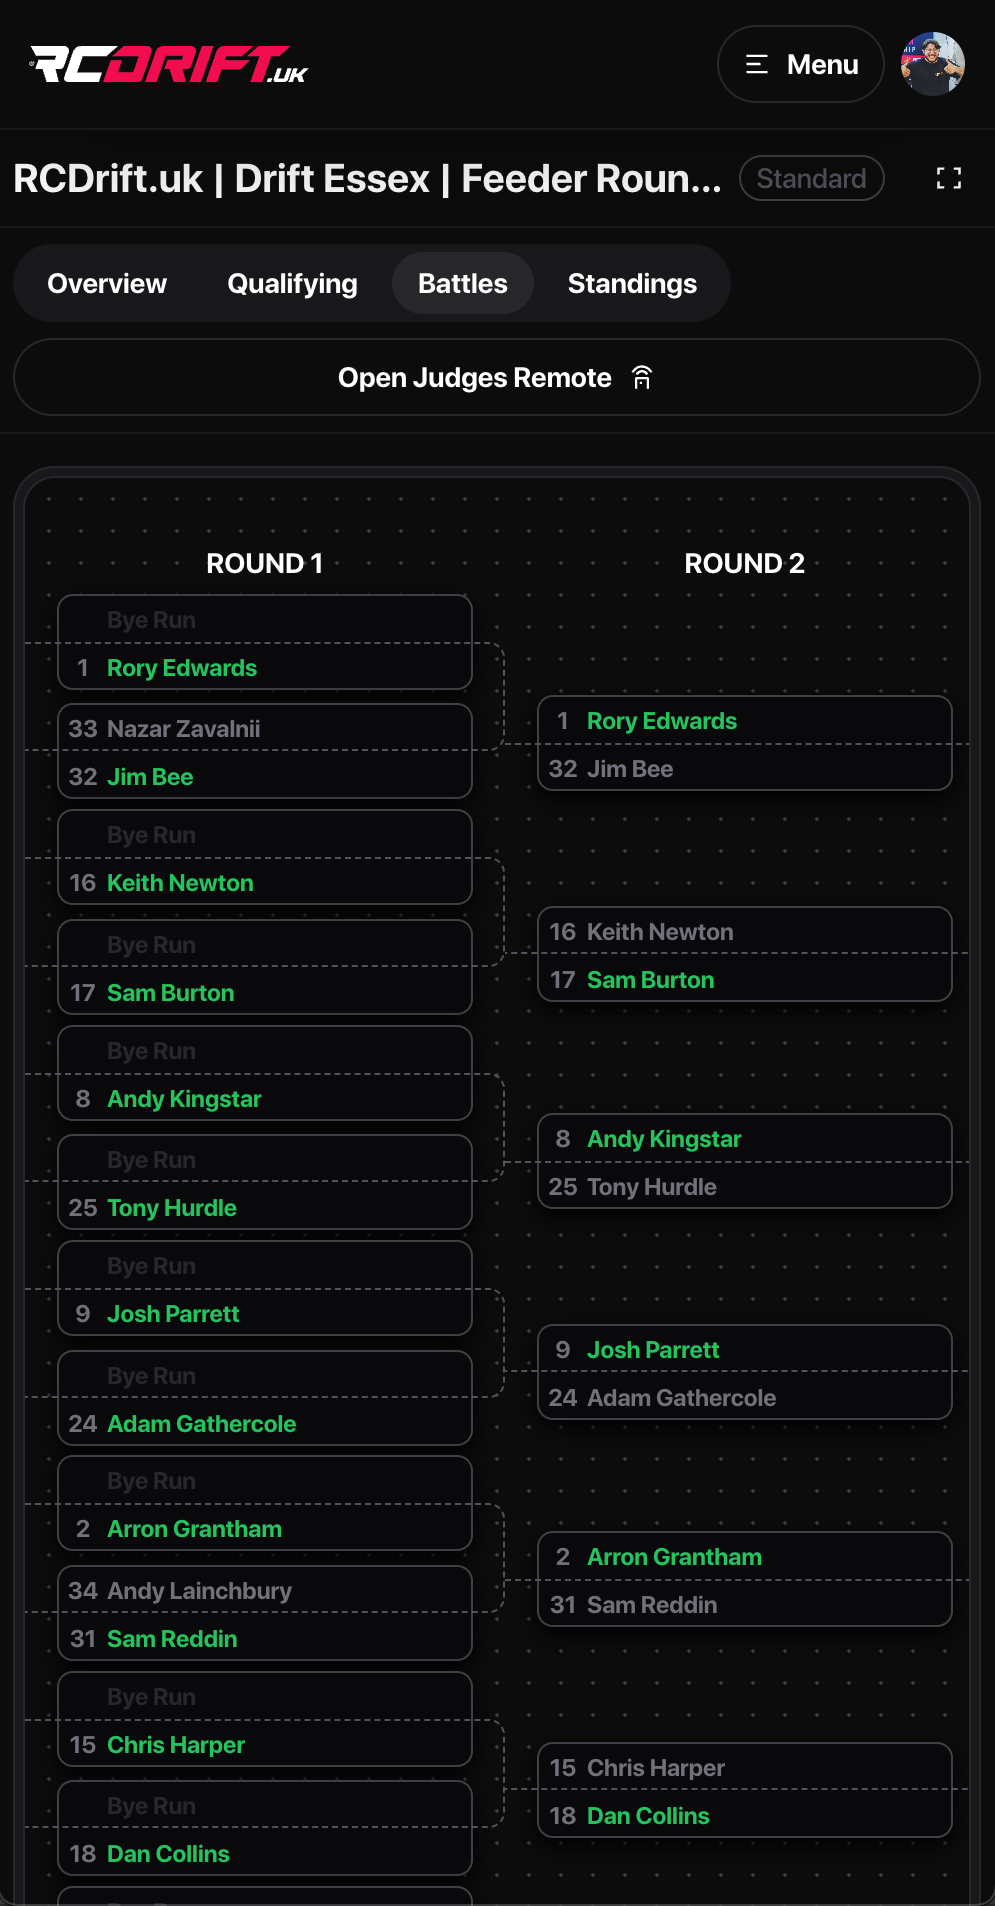 RCDRIFT.UK
Menu
RCDrift.uk | Drift Essex | Feeder Roun...
Standard
Overview
Qualifying
Battles
Standings
Open Judges Remote
ROUND 1
Bye Run
1 Rory Edwards
33 Nazar Zavalnii
32 Jim Bee
Bye Run
16 Keith Newton
Bye Run
17 Sam Burton
Bye Run
8 Andy Kingstar
Bye Run
25 Tony Hurdle
Bye Run
9 Josh Parrett
Bye Run
24 Adam Gathercole
Bye Run
2 Arron Grantham
34 Andy Lainchbury
31 Sam Reddin
Bye Run
15 Chris Harper
Bye Run
18 Dan Collins
ROUND 2
1 Rory Edwards
32 Jim Bee
16 Keith Newton
17 Sam Burton
8 Andy Kingstar
25 Tony Hurdle
9 Josh Parrett
24 Adam Gathercole
2 Arron Grantham
31 Sam Reddin
15 Chris Harper
18 Dan Collins